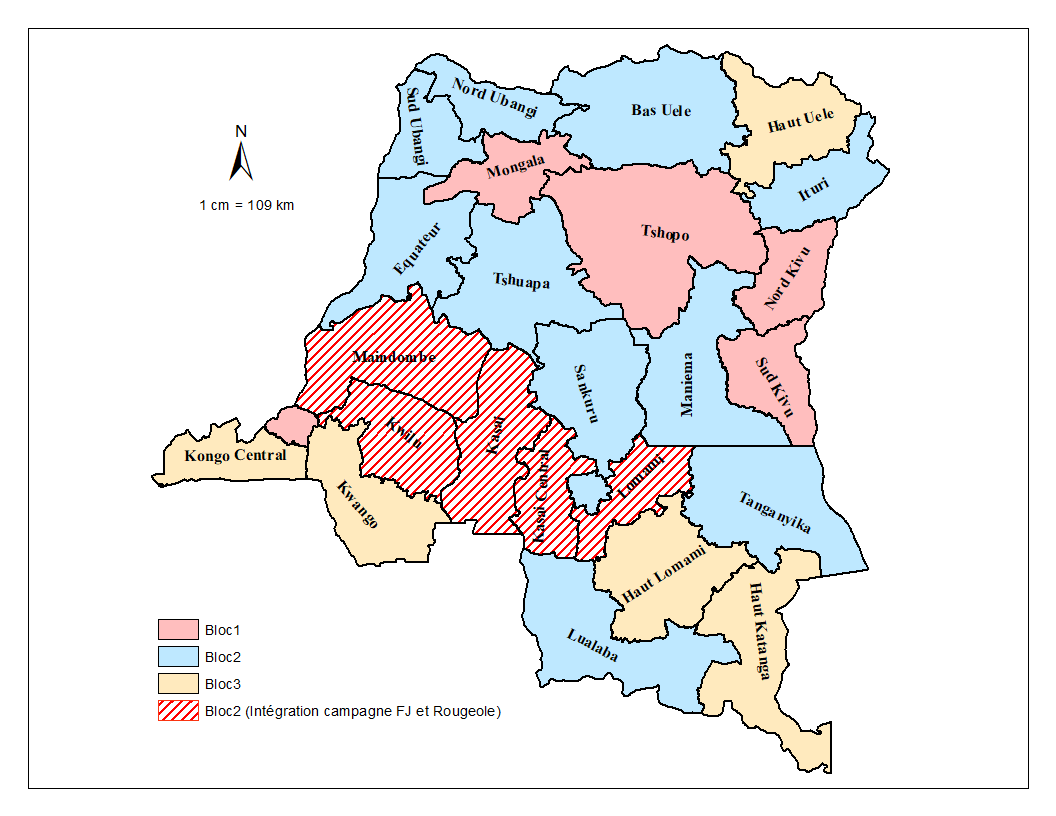 Nord Ubangi
Sud Ubangi
Bas Uele
Haut Uele
N
Mongala
Ituri
1 cm = 109 km
Tshopo
Equateur
Tshuapa
Nord Kivu
Maindombe
Sankuru
Maniema
Sud Kivu
Kwilu
Kasai
Kongo Central
Kasai Central
Lomami
Kwango
Tanganyika
Haut Lomami
Haut Katanga
Lualaba
Bloc1
Bloc2
Bloc3
Bloc2 (Intégration campagne FJ et Rougeole)